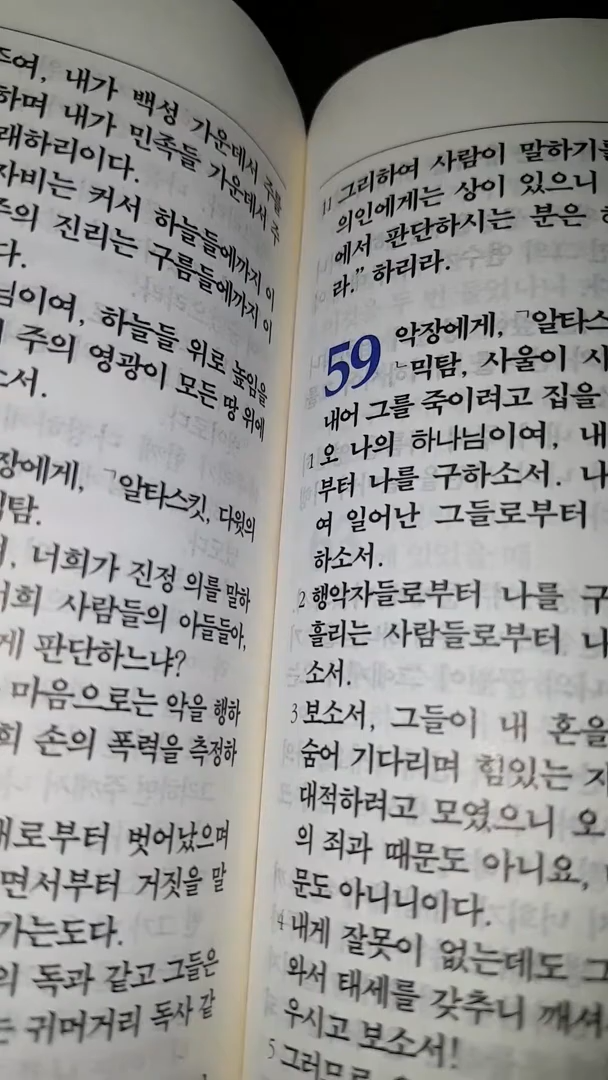 주여, 내가 백성 가운데서 주를
하며 내가 민족들 가운데서 주
래하리이다.
자비는 커서 하늘들에까지 이
주의 진리는 구름들에까지 이
다.
님이여, 하늘들 위로 높임을
주의 영광이 모든 땅 위에
소서.
장에게, 「알타스킷, 다윗의
믹탐.
너희가 진정 의를 말하
너희 사람들의 아들들아,
게 판단하느냐?
마음으로는 악을 행하
희 손의 폭력을 측정하
태로부터 벗어났으며
면서부터 거짓을 말
가는도다.
의 독과 같고 그들은
는 귀머거리 독사 같
11 그리하여 사람이 말하기를
의인에게는 상이 있으니
에서 판단하시는 분은 하
라.” 하리라.
59 악장에게, 「알타스
ㄴ믹탐, 사울이 사
내어 그를 죽이려고 집을
1 오 나의 하나님이여, 내
부터 나를 구하소서. 나
여 일어난 그들로부터
하소서.
2 행악자들로부터 나를 구
흘리는 사람들로부터 나
소서.
3 보소서, 그들이 내 혼을
숨어 기다리며 힘있는 자
대적하려고 모였으니 오
의 죄과 때문도 아니요,
문도 아니니이다.
4 내게 잘못이 없는데도 그
와서 태세를 갖추니 깨셔
우시고 보소서!
5 그러므로